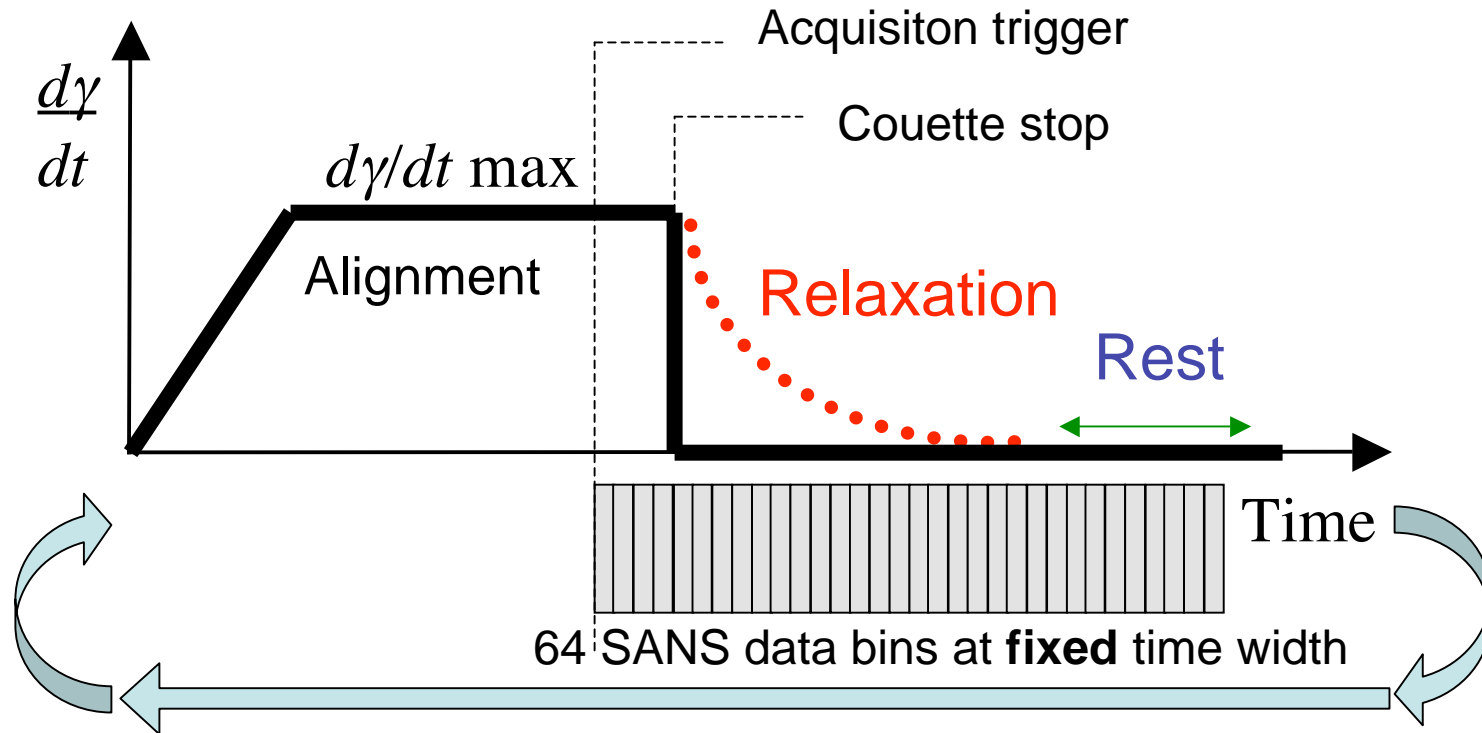 Acquisiton trigger
dγ
dt
Couette stop
dγ/dt max
Alignment
Relaxation
Rest
Time
64 SANS data bins at fixed time width